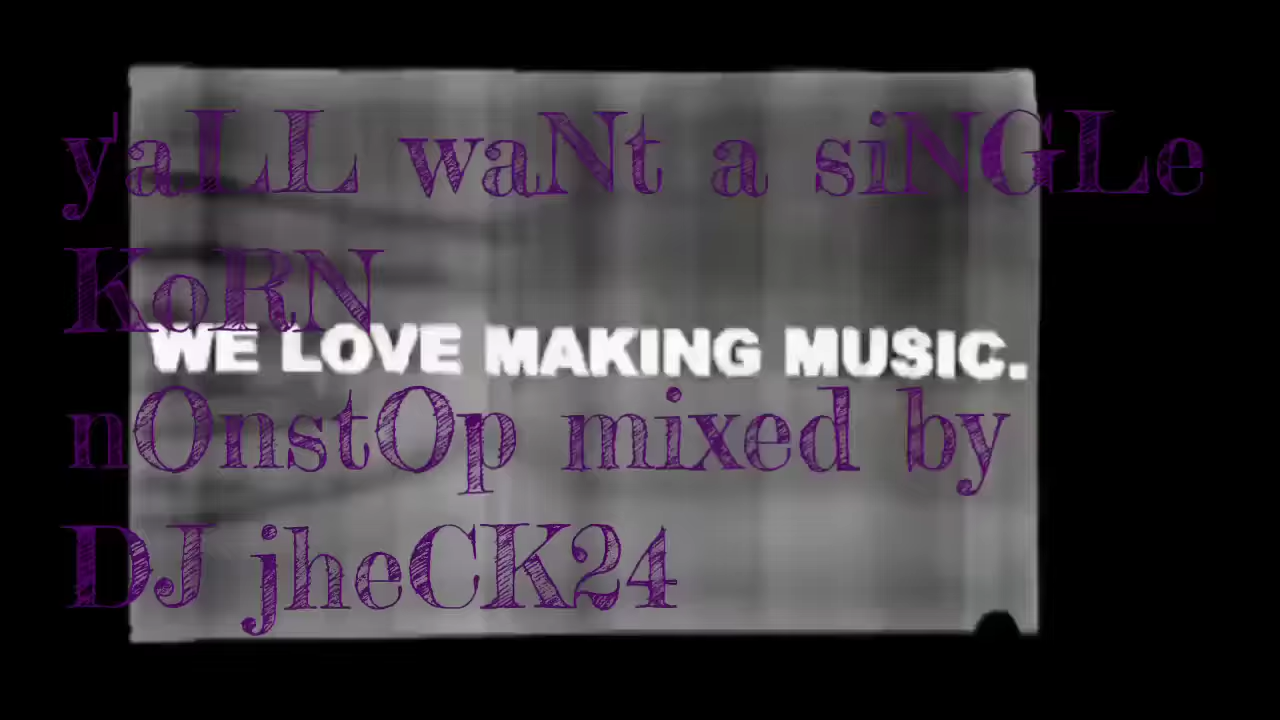 y'aLL waNt a siNGLe
KoRN
WE LOVE MAKING MUSIC.
nOnstOp mixed by
DJ jheCK24